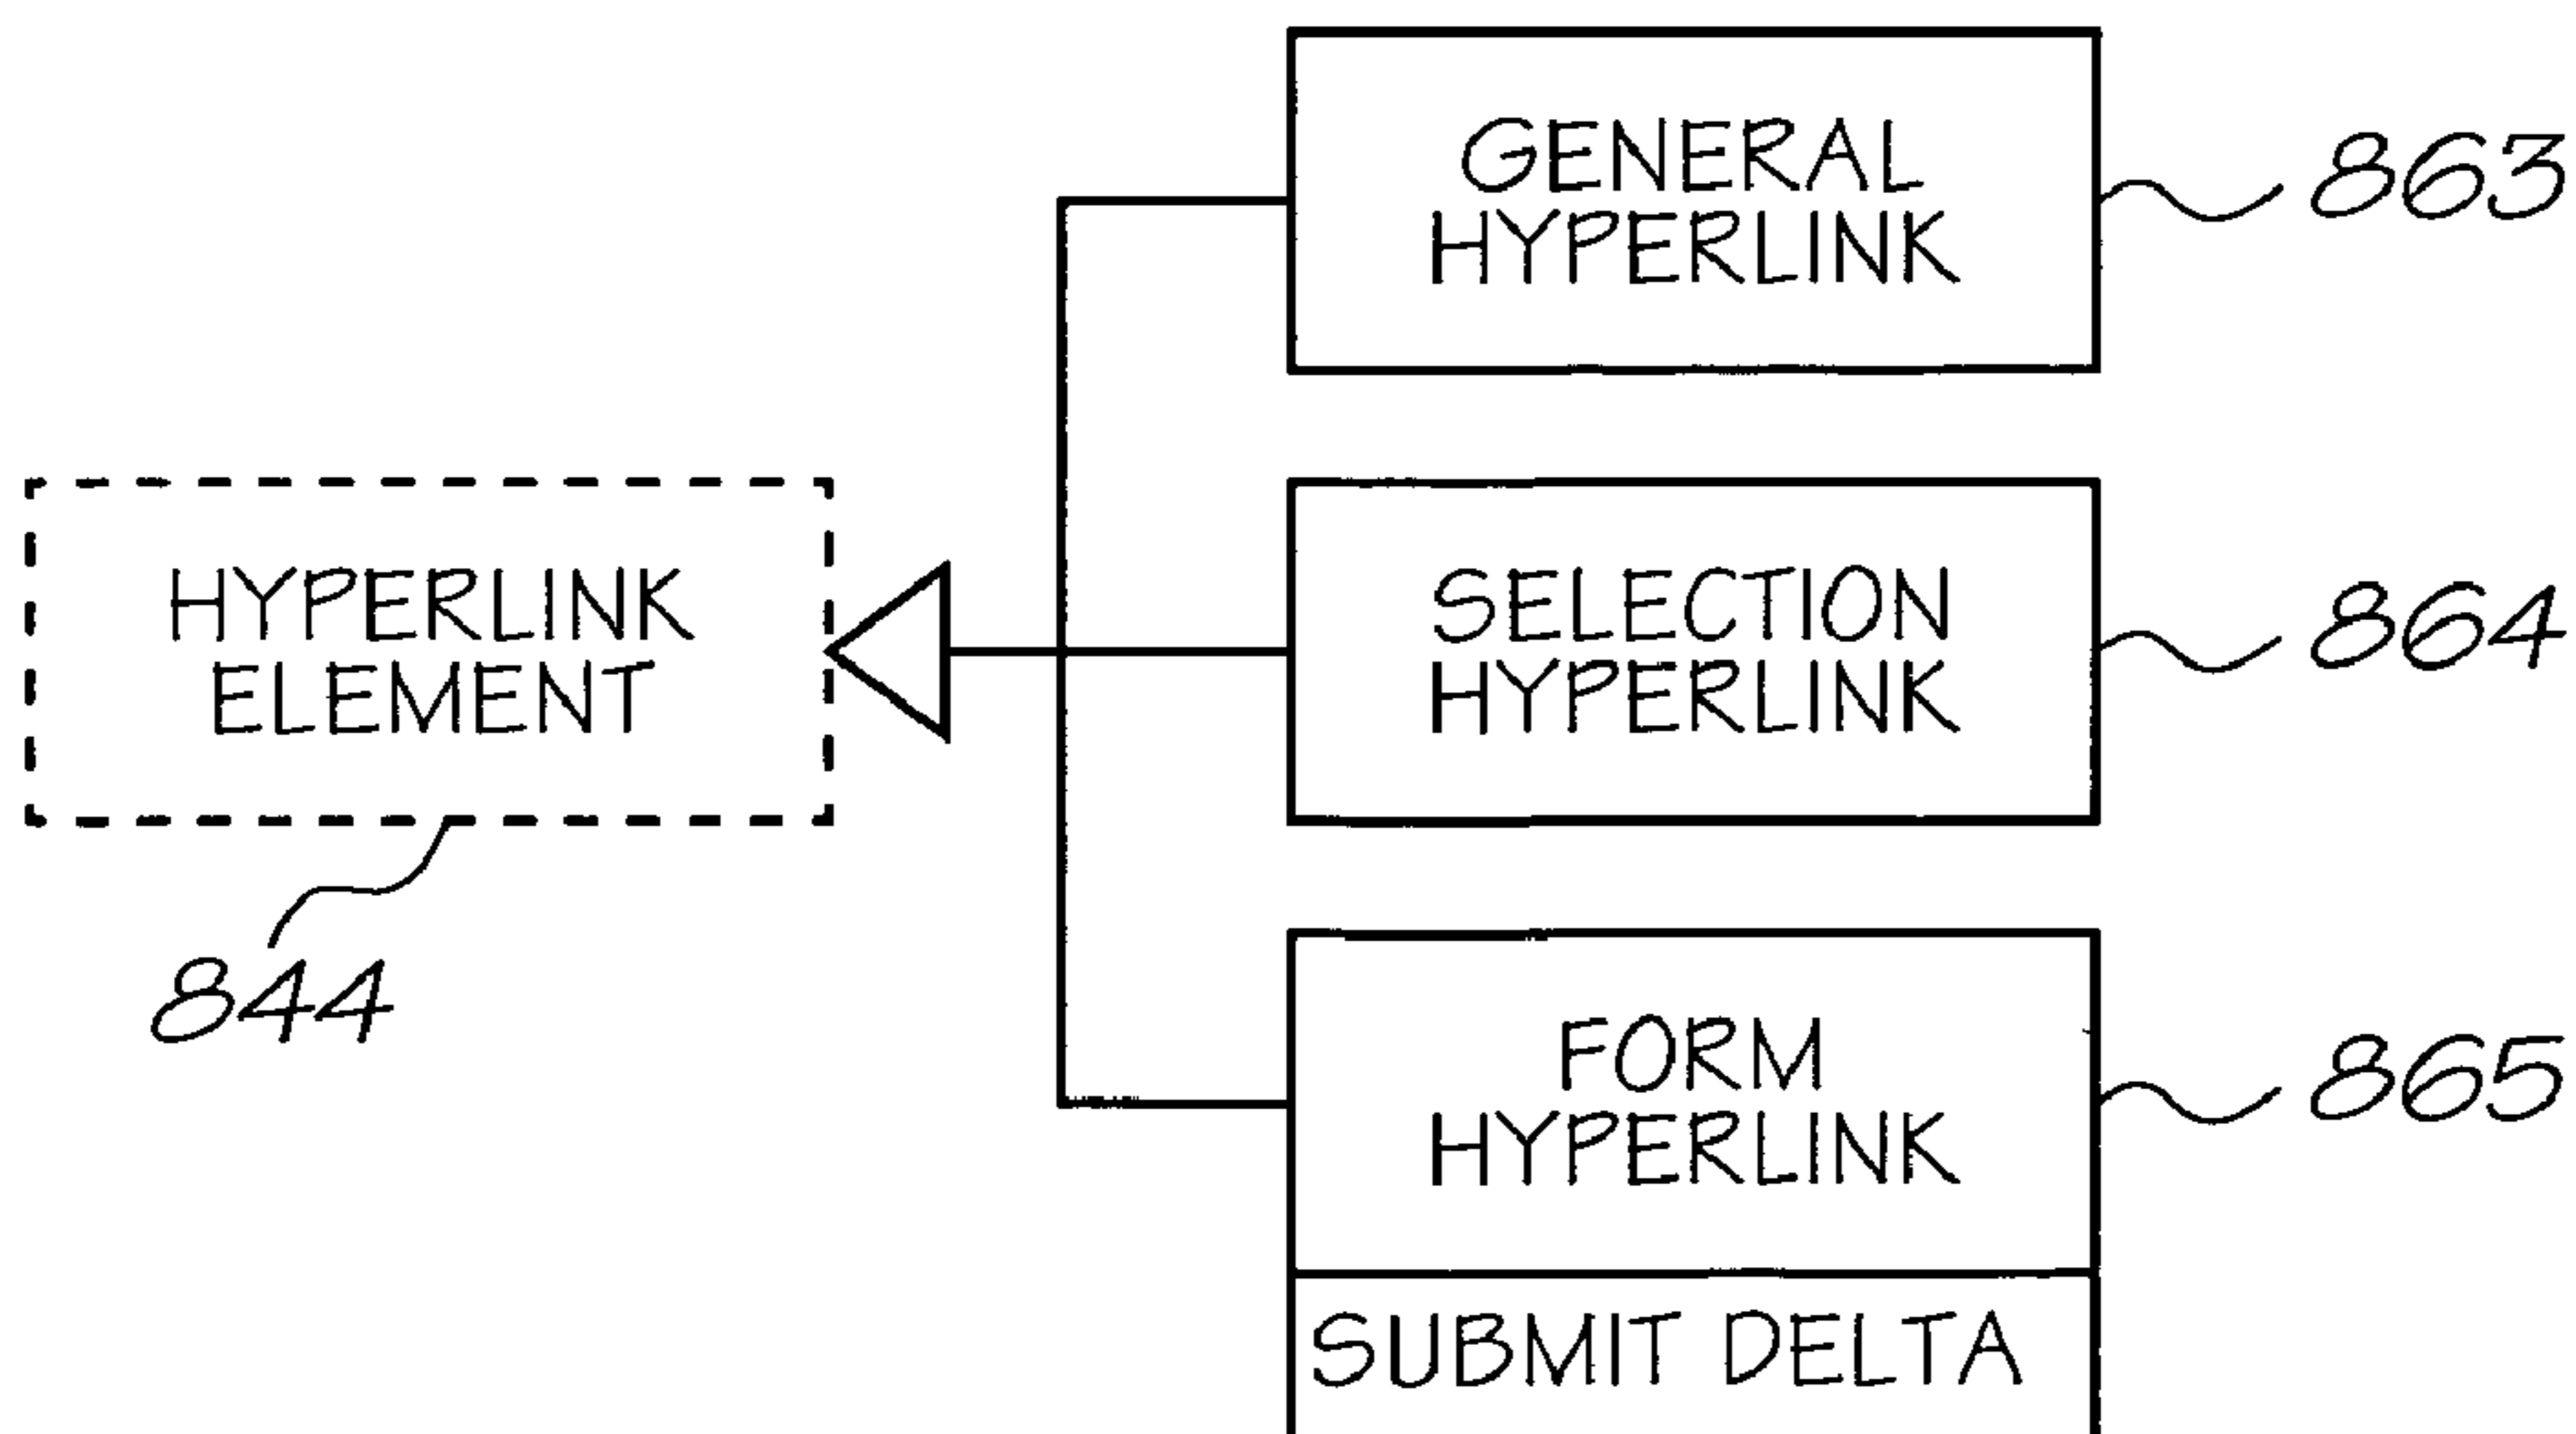 GENERAL
HYPERLINK
863
HYPERLINK
ELEMENT
844
SELECTION
HYPERLINK
864
FORM
HYPERLINK
865
SUBMIT DELTA